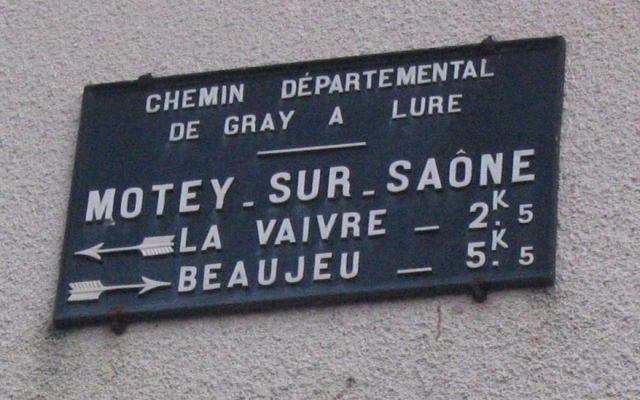 CHEMIN DÉPARTEMENTAL
DE GRAY A LURE
MOTEY-SUR-SAÔNE
LA VAIVRE - 2.K5
BEAUJEU - 5.K5